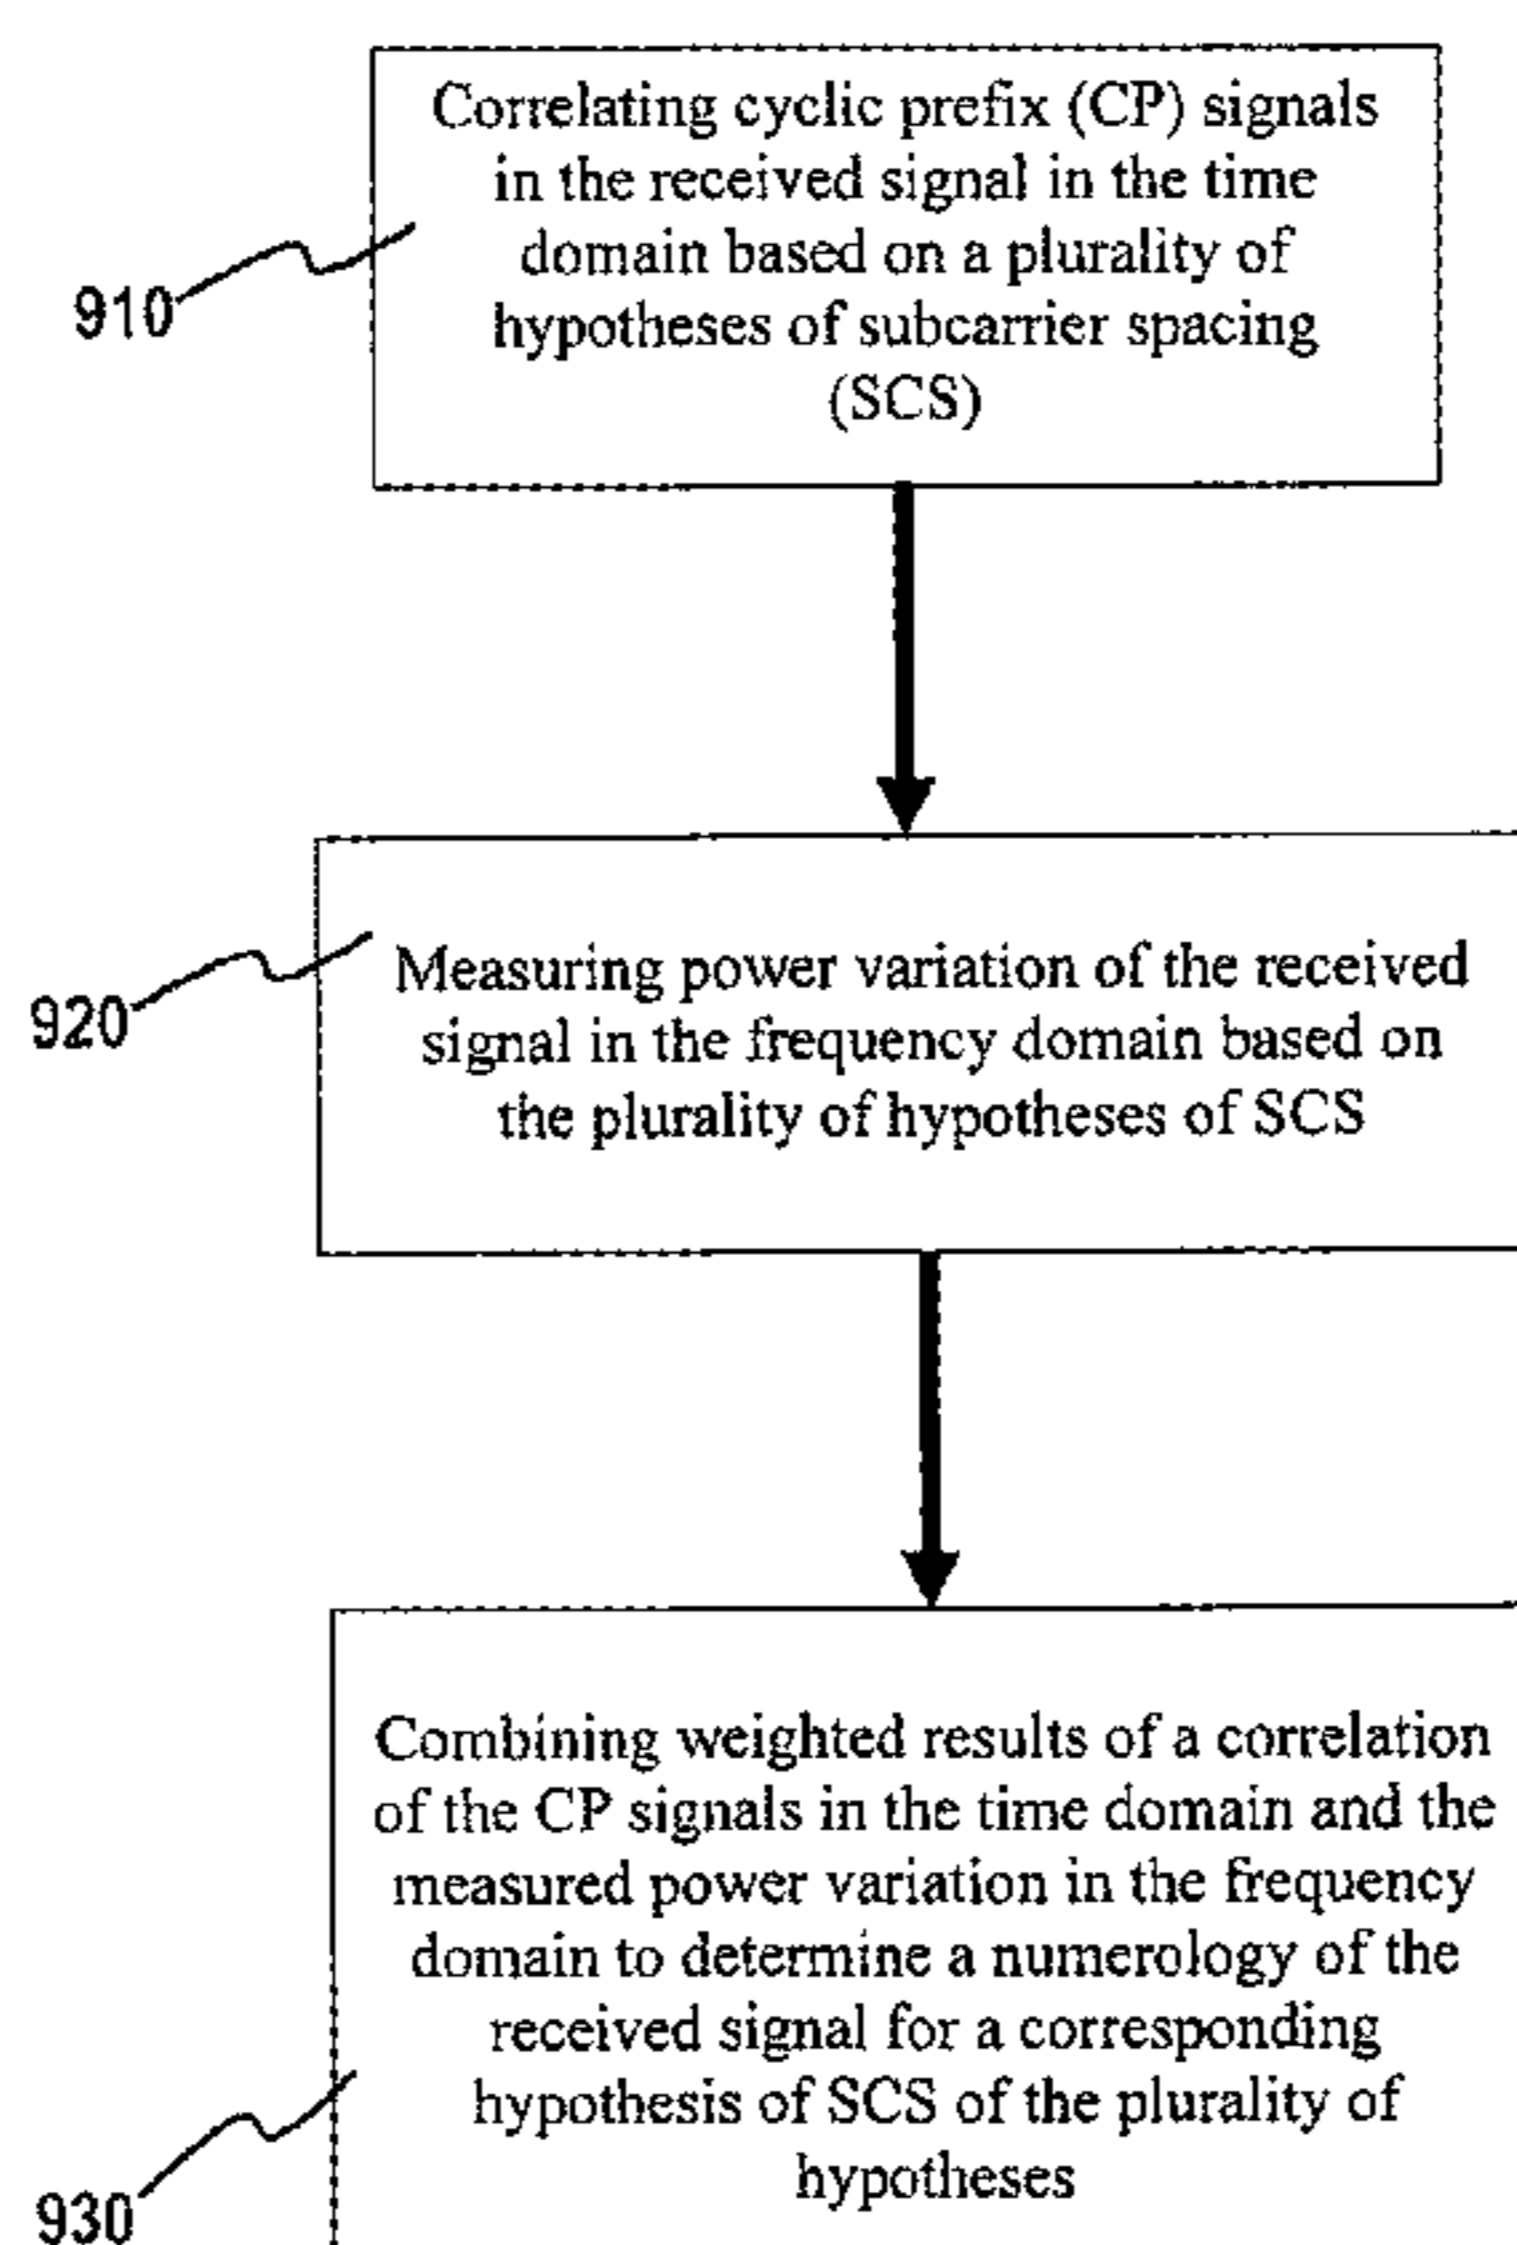 Correlating cyclic prefix (CP) signals
in the received signal in the time
domain based on a plurality of
hypotheses of subcarrier spacing
(SCS)
910
Measuring power variation of the received
signal in the frequency domain based on
the plurality of hypotheses of SCS
920
Combining weighted results of a correlation
of the CP signals in the time domain and the
measured power variation in the frequency
domain to determine a numerology of the
received signal for a corresponding
hypothesis of SCS of the plurality of
hypotheses
930